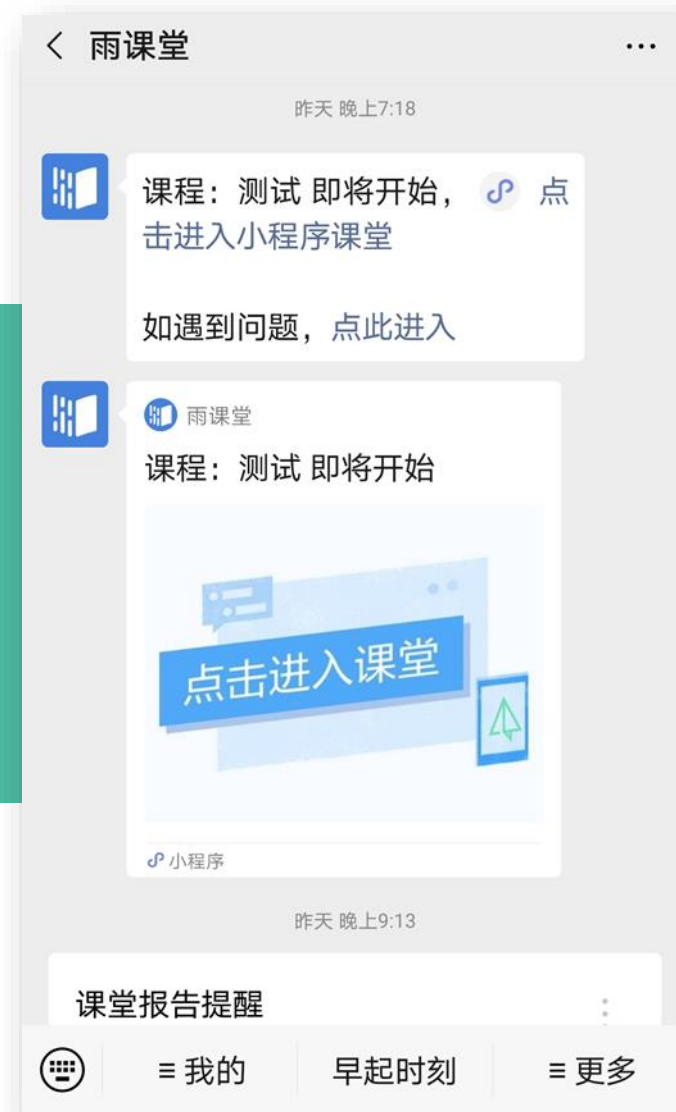 雨课堂
昨天 晚上7:18
课程：测试 即将开始， 点
击进入小程序课堂
如遇到问题，点此进入
雨课堂
课程：测试 即将开始
点击进入课堂
小程序
昨天 晚上9:13
课堂报告提醒
我的 早起时刻 更多